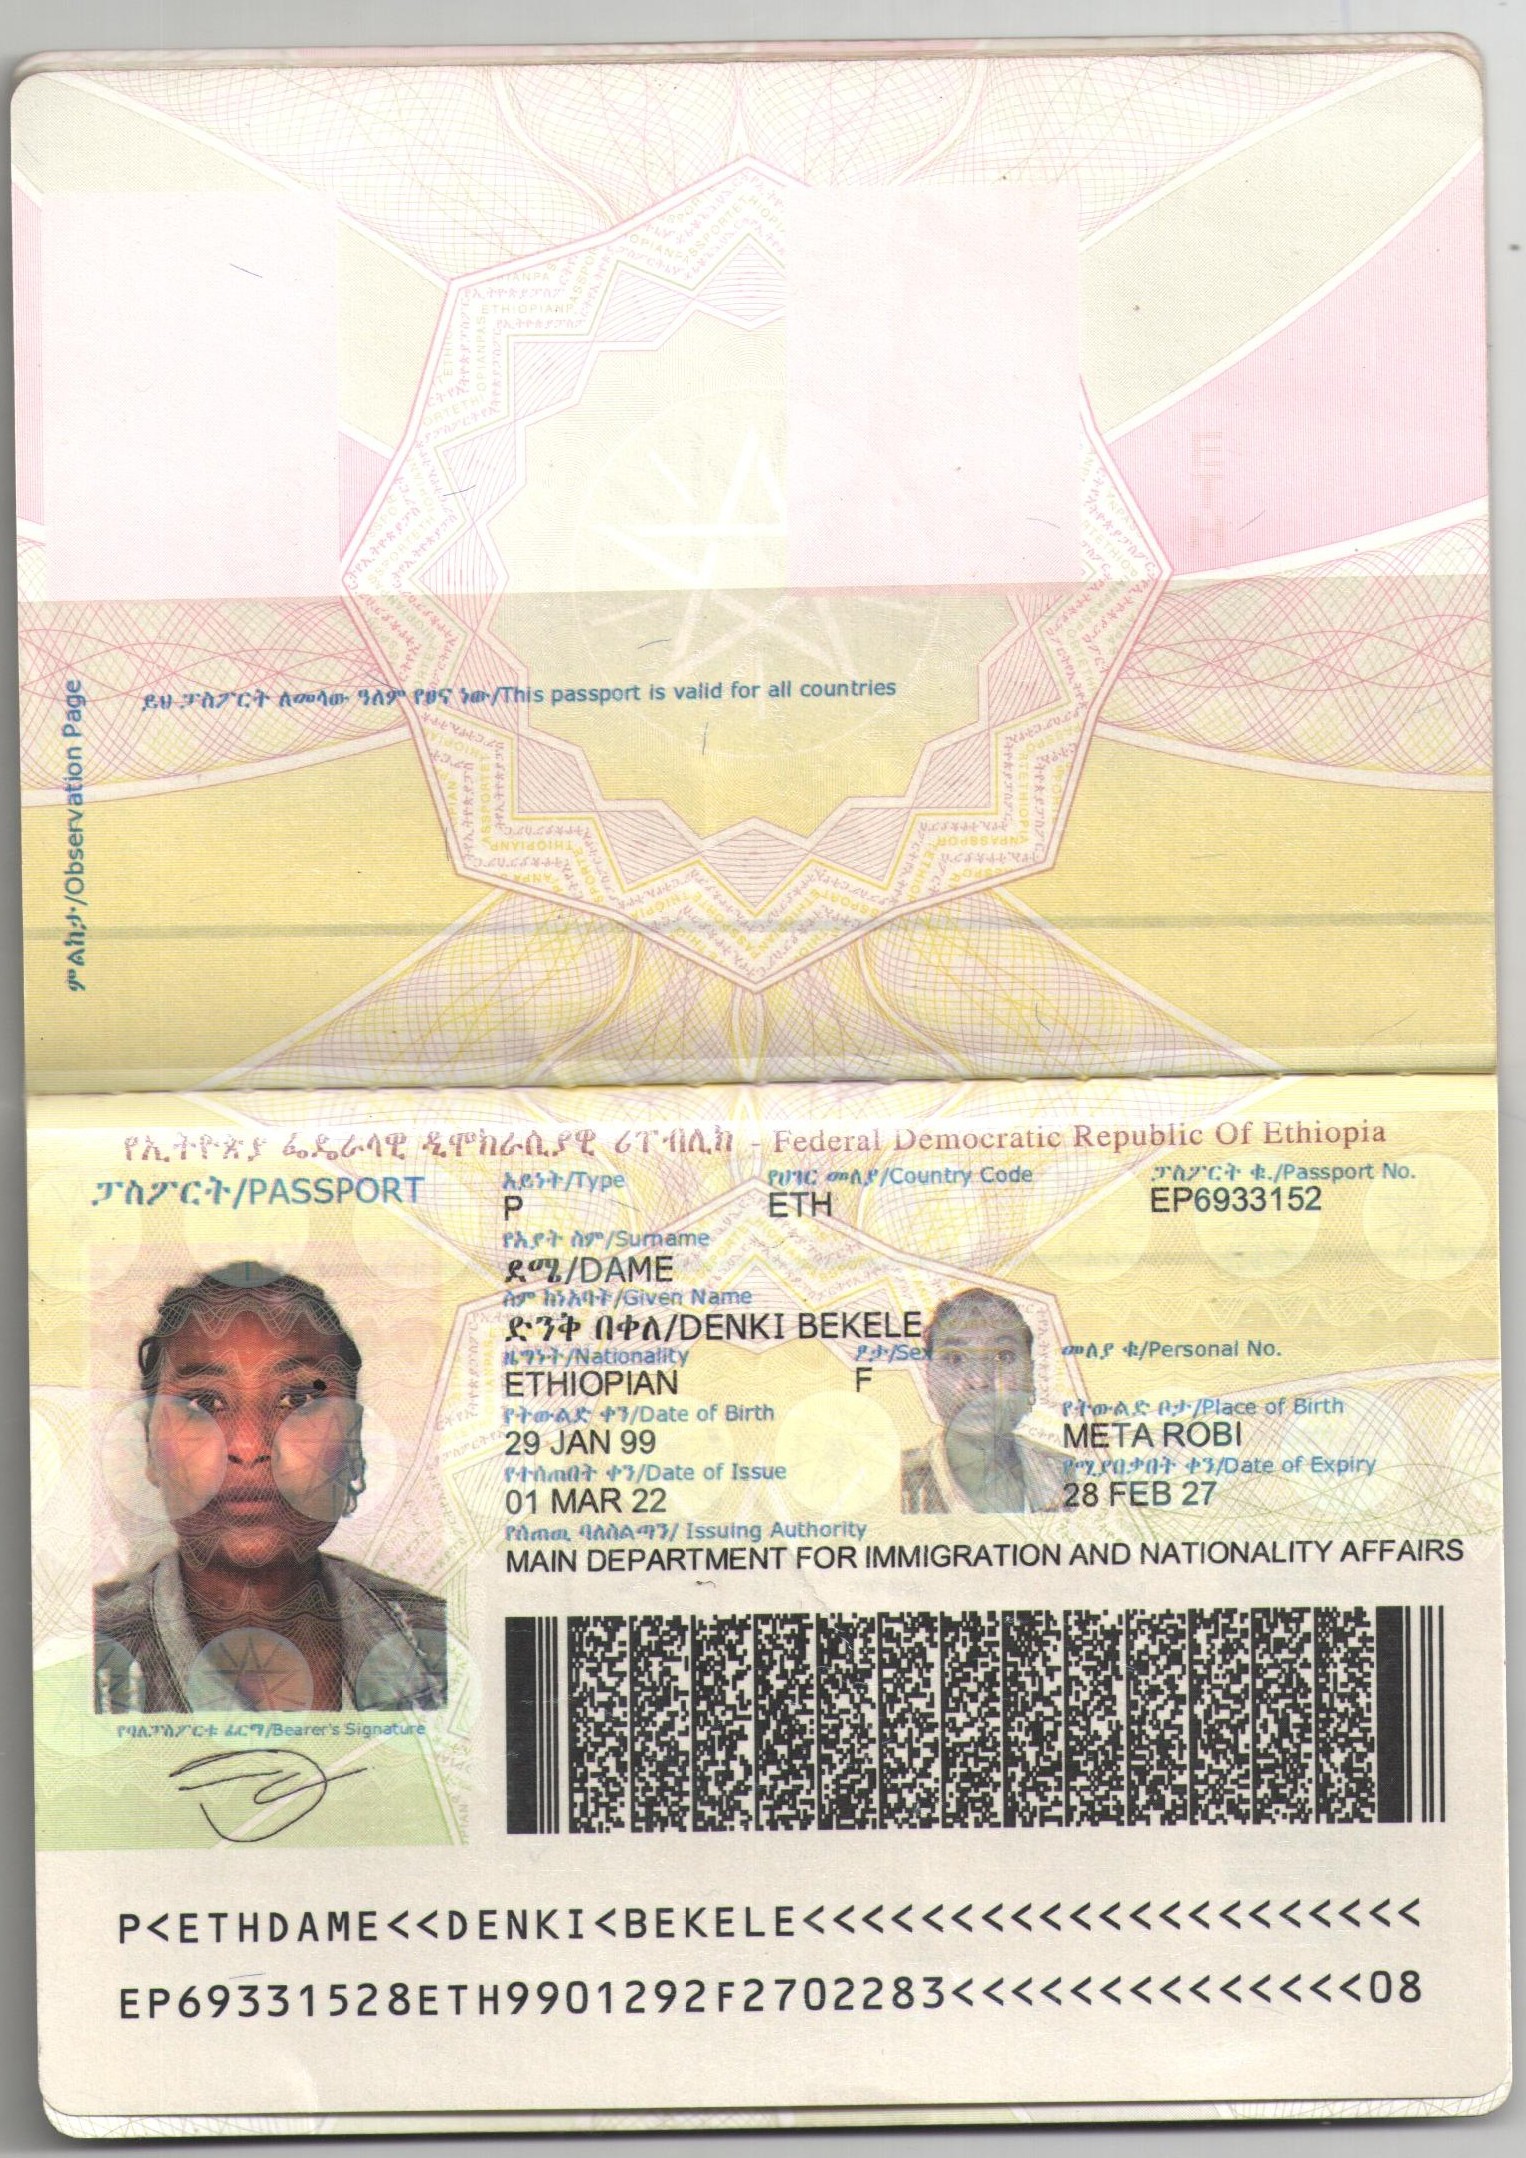 ይህ ፓስፖርት ለመላው ዓለም የፀና ነው/This passport is valid for all countries
ምልከታ/Observation Page
የኢትዮጵያ ፌዴራላዊ ዲሞክራሲያዊ ሪፐብሊክ - Federal Democratic Republic Of Ethiopia
ፓስፖርት/PASSPORT
አይነት/Type
የሀገር መለያ/Country Code
ፓስፖርት ቁ./Passport No.
P
ETH
EP6933152
የአያት ስም/Surname
ደሜ/DAME
ስም ከነአባት/Given Name
ድንቅ በቀለ/DENKI BEKELE
ዜግነት/Nationality
ፆታ/Sex
መለያ ቁ/Personal No.
ETHIOPIAN
F
የትውልድ ቀን/Date of Birth
የትውልድ ቦታ/Place of Birth
29 JAN 99
META ROBI
የተሰጠበት ቀን/Date of Issue
የሚያበቃበት ቀን/Date of Expiry
01 MAR 22
28 FEB 27
የሰጠዉ ባለስልጣን/ Issuing Authority
MAIN DEPARTMENT FOR IMMIGRATION AND NATIONALITY AFFAIRS
የባለፓስፖርቱ ፊርማ/Bearer's Signature
P<ETHDAME<<DENKI<BEKELE<<<<<<<<<<<<<<<<<<<<<
EP69331528ETH9901292F2702283<<<<<<<<<<<<<<08